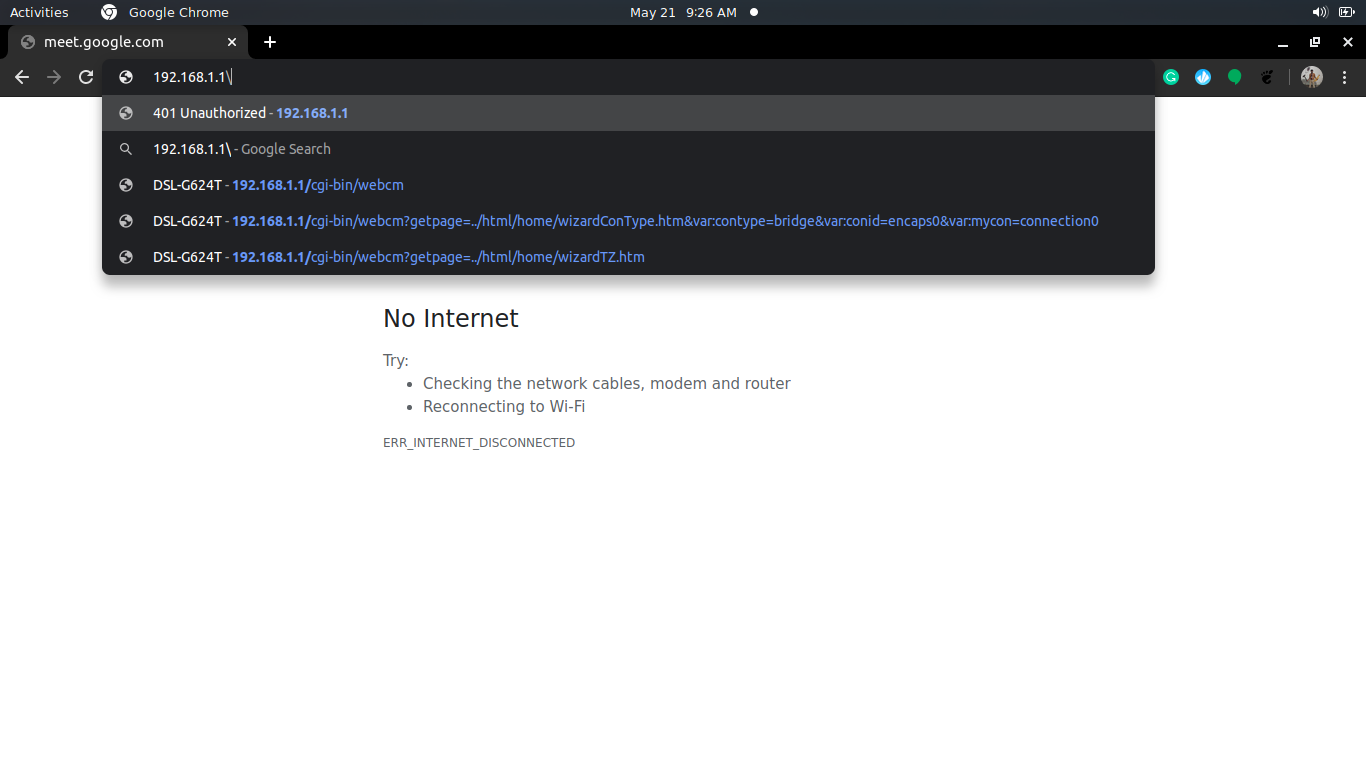 Activities Google Chrome May 21 9:26 AM
meet.google.com
192.168.1.1\
401 Unauthorized - 192.168.1.1
192.168.1.1\ - Google Search
DSL-G624T - 192.168.1.1/cgi-bin/webcm
DSL-G624T - 192.168.1.1/cgi-bin/webcm?getpage=../html/home/wizardConType.htm&var:contype=bridge&var:conid=encaps0&var:mycon=connection0
DSL-G624T - 192.168.1.1/cgi-bin/webcm?getpage=../html/home/wizardTZ.htm
No Internet
Try:
• Checking the network cables, modem and router
• Reconnecting to Wi-Fi
ERR_INTERNET_DISCONNECTED